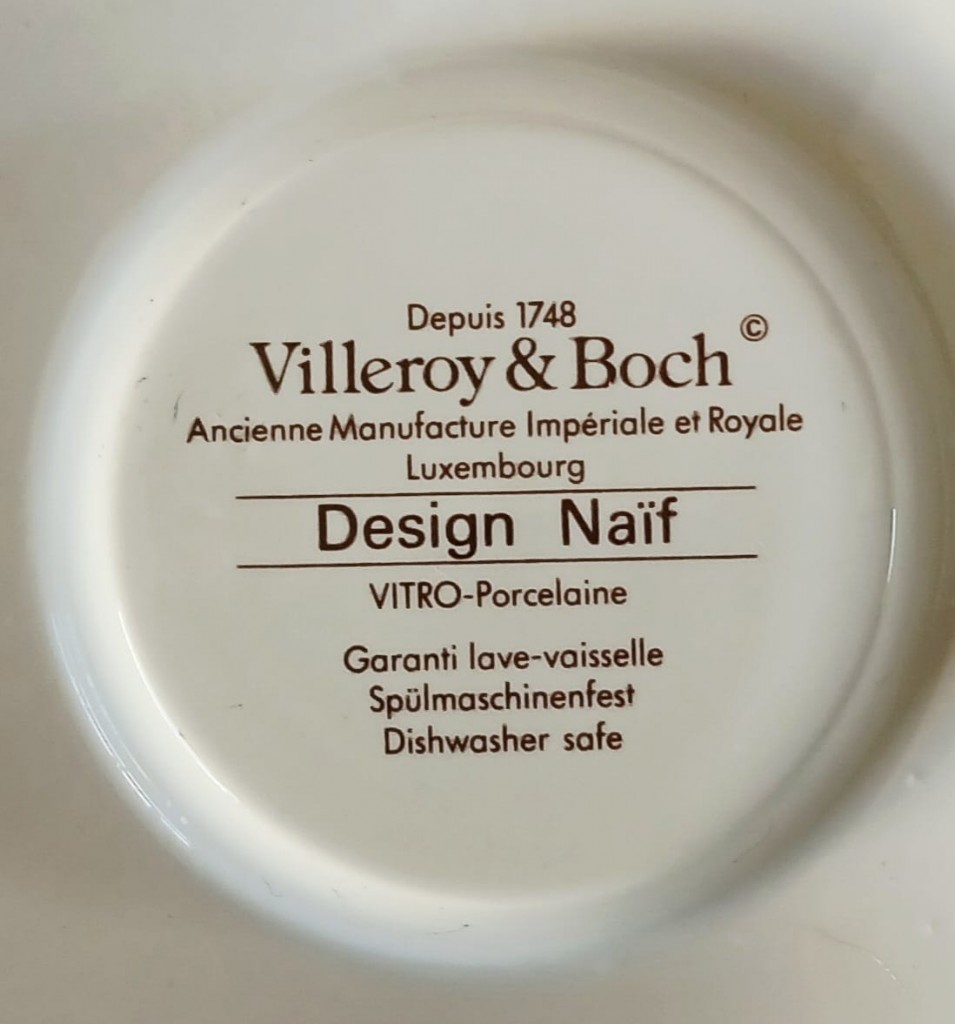 Depuis 1748
Villeroy & Boch ©
Ancienne Manufacture Impériale et Royale
Luxembourg
Design Naïf
VITRO-Porcelaine
Garanti lave-vaisselle
Spülmaschinenfest
Dishwasher safe